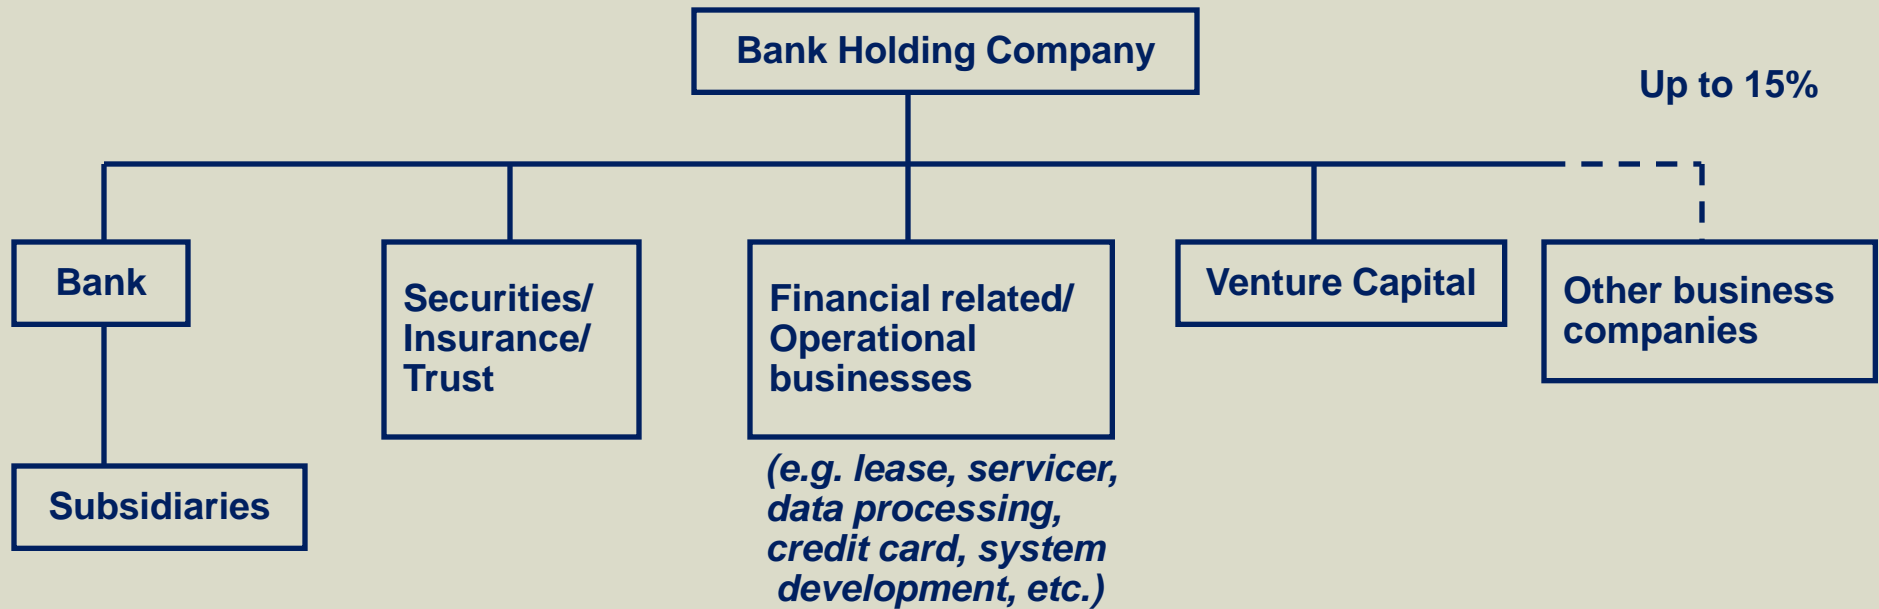 Bank Holding Company
Up to 15%
Bank
Securities/
Insurance/
Trust
Financial related/
Operational
businesses
Venture Capital
Other business
companies
Subsidiaries
(e.g. lease, servicer,
data processing,
credit card, system
development, etc.)